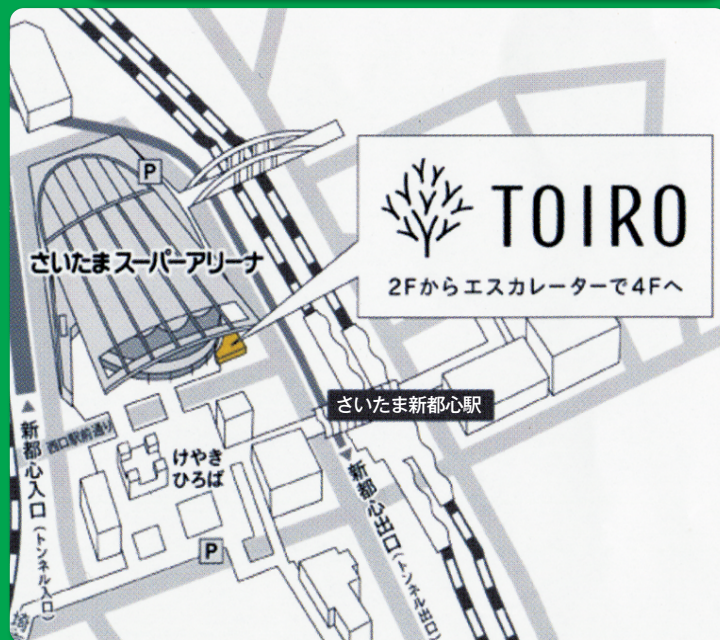 P
TOIRO
さいたまスーパーアリーナ
2Fからエスカレーターで4Fへ
さいたま新都心駅
西口駅前通り
新都心入口(トンネル入口)
けやき
ひろば
新都心出口(トンネル出口)
P
埼